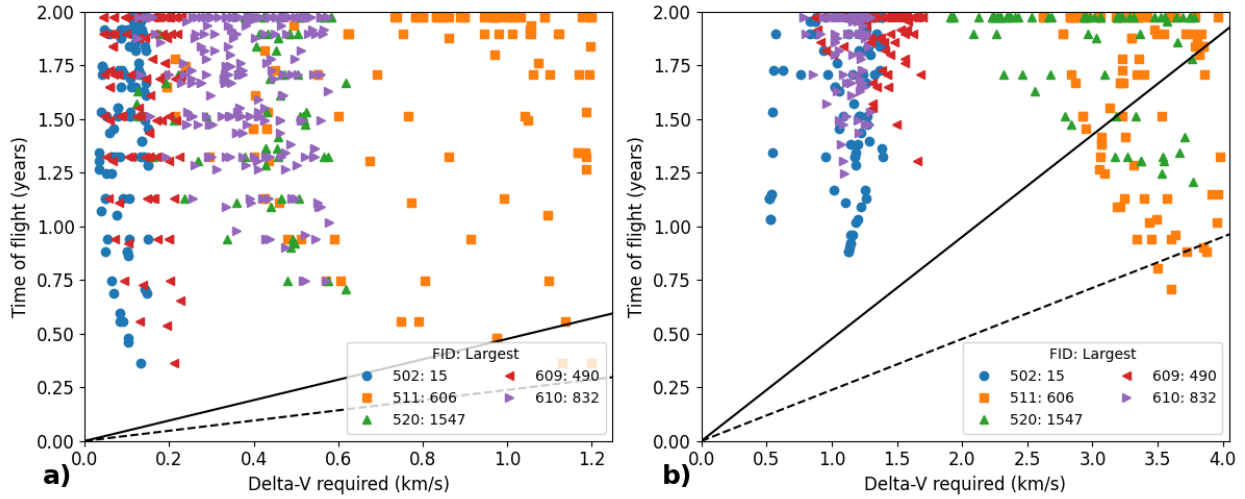 2.00
1.75
1.50
1.25
1.00
0.75
0.50
0.25
0.00
Time of flight (years)
0.0 0.2 0.4 0.6 0.8 1.0 1.2
Delta-V required (km/s)
a)
FID: Largest
502: 15
511: 606
520: 1547
609: 490
610: 832
2.00
1.75
1.50
1.25
1.00
0.75
0.50
0.25
0.00
Time of flight (years)
0.0 0.5 1.0 1.5 2.0 2.5 3.0 3.5 4.0
Delta-V required (km/s)
b)
FID: Largest
502: 15
511: 606
520: 1547
609: 490
610: 832